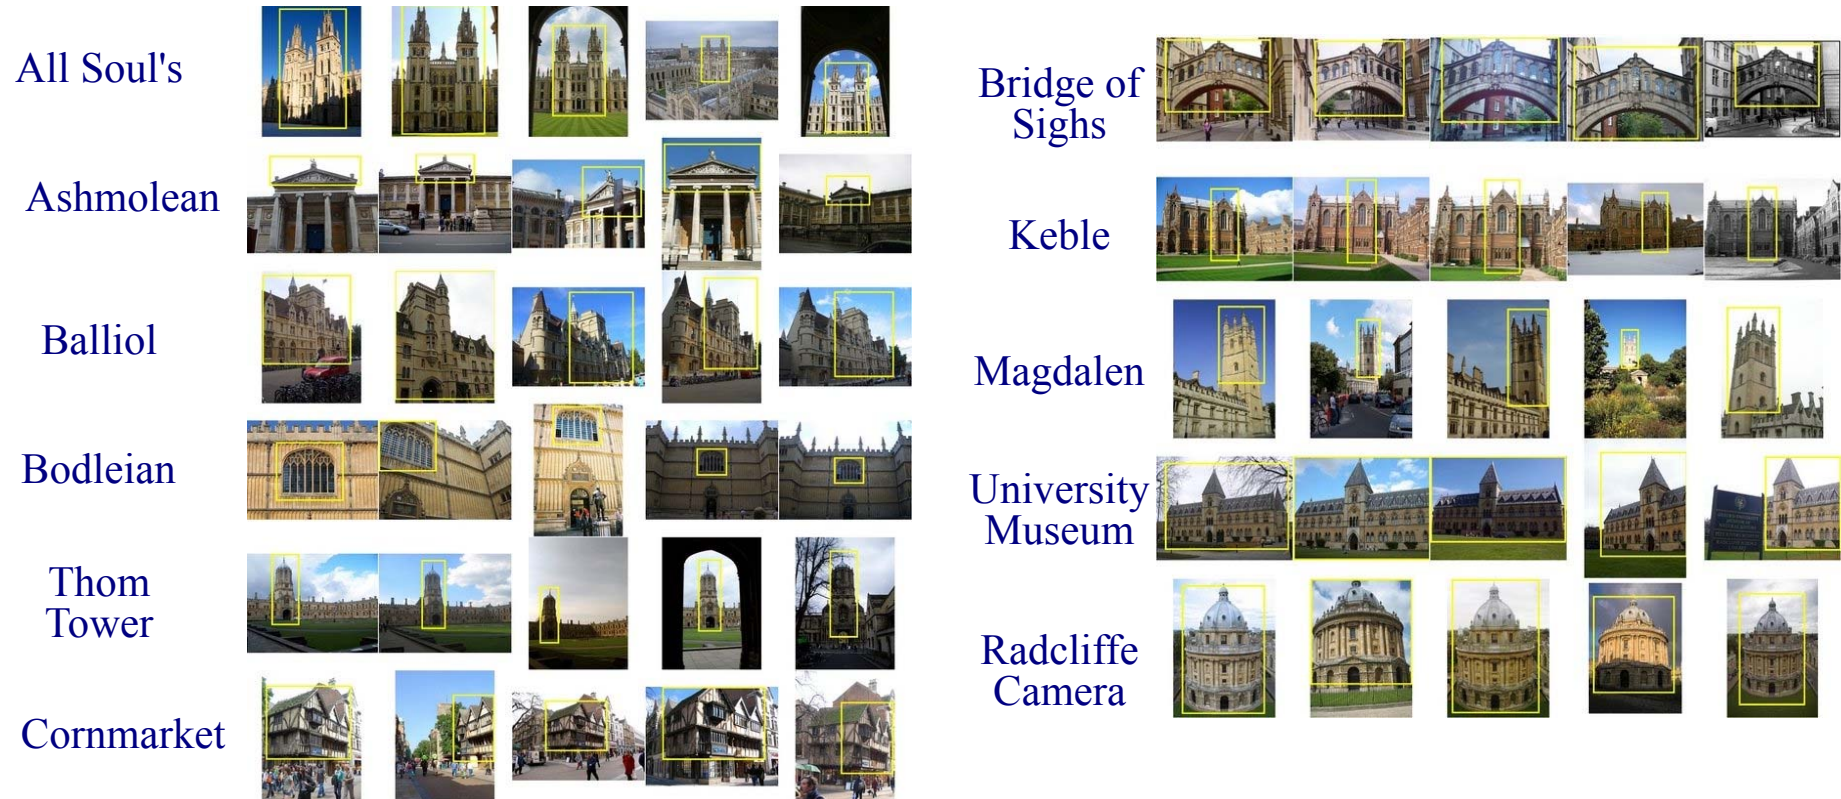 All Soul's
Ashmolean
Balliol
Bodleian
Thom
Tower
Cornmarket
Bridge of
Sighs
Keble
Magdalen
University
Museum
Radcliffe
Camera